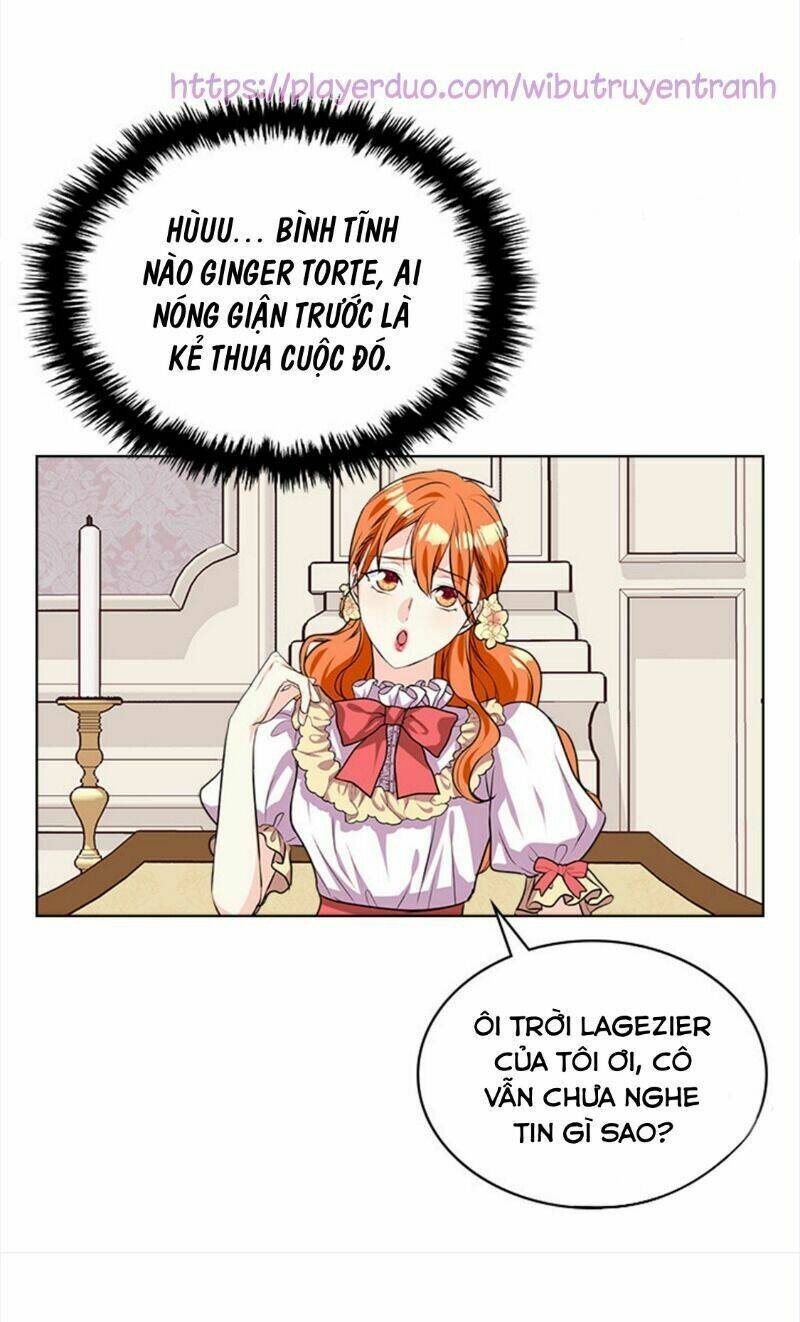 https://playerduo.com/wibutruyentranh
HÙUU... BÌNH TĨNH
NÀO GINGER TORTE, AI
NÓNG GIẬN TRƯỚC LÀ
KẺ THUA CUỘC ĐÓ.
ÔI TRỜI LAGEZIER
CỦA TÔI ƠI, CÔ
VẪN CHƯA NGHE
TIN GÌ SAO?